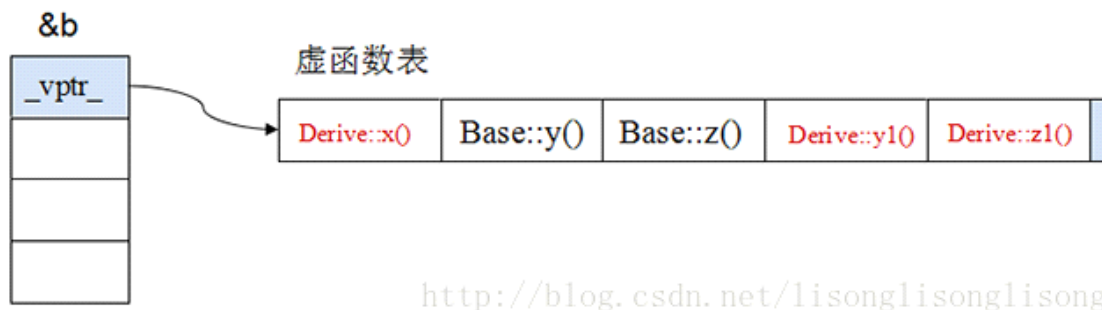 &b
虚函数表
_vptr_
Derive::x() Base::y() Base::z() Derive::y1() Derive::z1()
http://blog.csdn.net/lisonglisonglisong